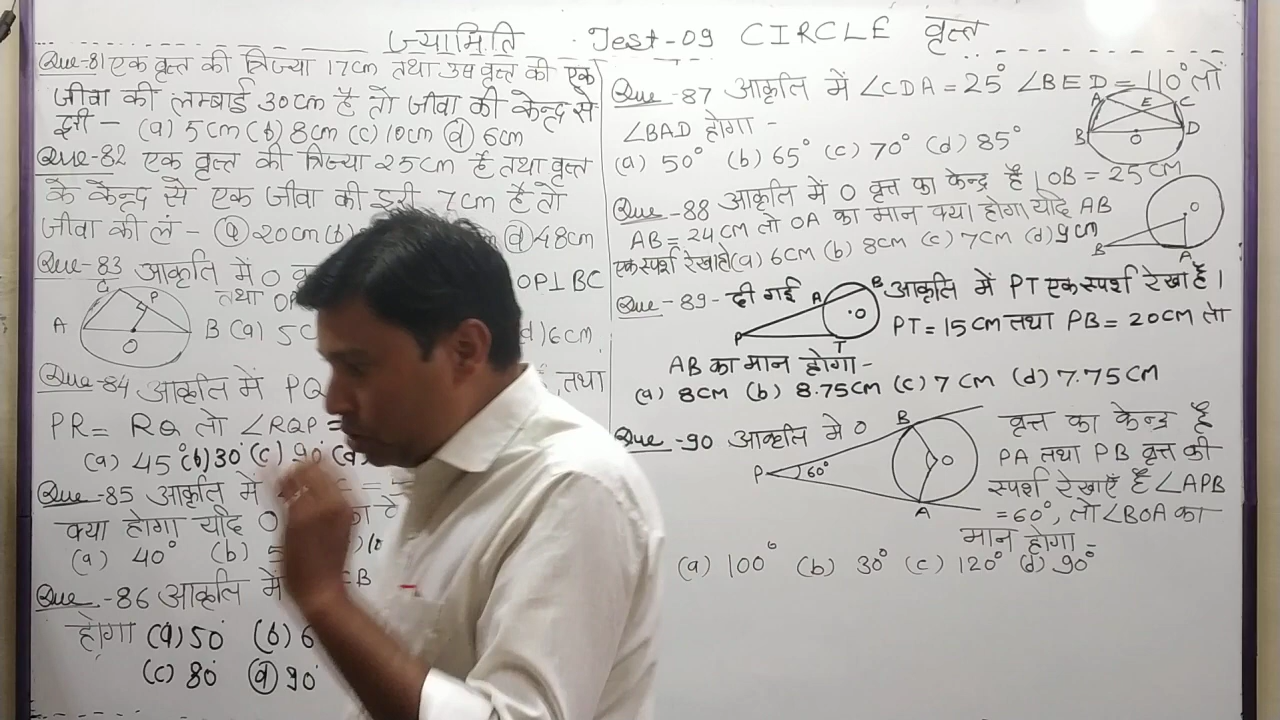 ज्यामिति Test-09 CIRCLE वृत्त
Que-81 एक वृत्त की त्रिज्या 17cm तथा उस वृत्त की एक
जीवा की लम्बाई 30cm है तो जीवा की केन्द्र से
दूरी - (a) 5cm (b) 8cm (c) 10cm (d) 6cm
Que-82 एक वृत्त की त्रिज्या 25cm है तथा वृत्त
के केन्द्र से एक जीवा की दूरी 7cm है तो
जीवा की लं - (a) 20cm (b) (d) 48cm
Que-83 आकृति में O OP⊥BC
तथा
C P
A O B (a) 5 (d) 6cm
Que-84 आकृति में PQ तथा
PR = RQ तो ∠RQP =
(a) 45° (b) 30° (c) 90°
Que-85 आकृति में
क्या होगा यदि O
(a) 40° (b)
Que-86 आकृति में CB
होगा (a) 50° (b) 6
(c) 80° (d) 90°
Que-87 आकृति में ∠CDA = 25° ∠BED = 110° तो
∠BAD होगा -
A E C
B O D
(a) 50° (b) 65° (c) 70° (d) 85°
Que-88 आकृति में O वृत्त का केन्द्र है। OB = 25cm
AB = 24cm तो OA का मान क्या होगा यदि AB
एक स्पर्श रेखा हो (a) 6cm (b) 8cm (c) 7cm (d) 9cm
O
B A
Que-89- दी गई आकृति में PT एक स्पर्श रेखा है।
A B O
P T
PT = 15cm तथा PB = 20cm तो
AB का मान होगा -
(a) 8cm (b) 8.75cm (c) 7cm (d) 7.75cm
Que-90 आकृति में O वृत्त का केन्द्र है
PA तथा PB वृत्त की
स्पर्श रेखाएँ है ∠APB
= 60°, तो ∠BOA का
मान होगा -
B
P 60° O
A
(a) 100° (b) 30° (c) 120° (d) 90°